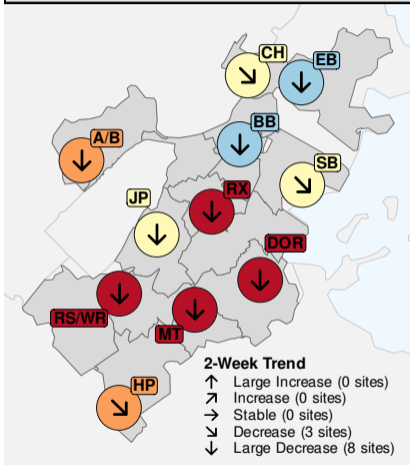 CH
EB
BB
A/B
SB
RX
JP
DOR
RS/WR
MT
HP
2-Week Trend
↑ Large Increase (0 sites)
↗ Increase (0 sites)
→ Stable (0 sites)
↘ Decrease (3 sites)
↓ Large Decrease (8 sites)